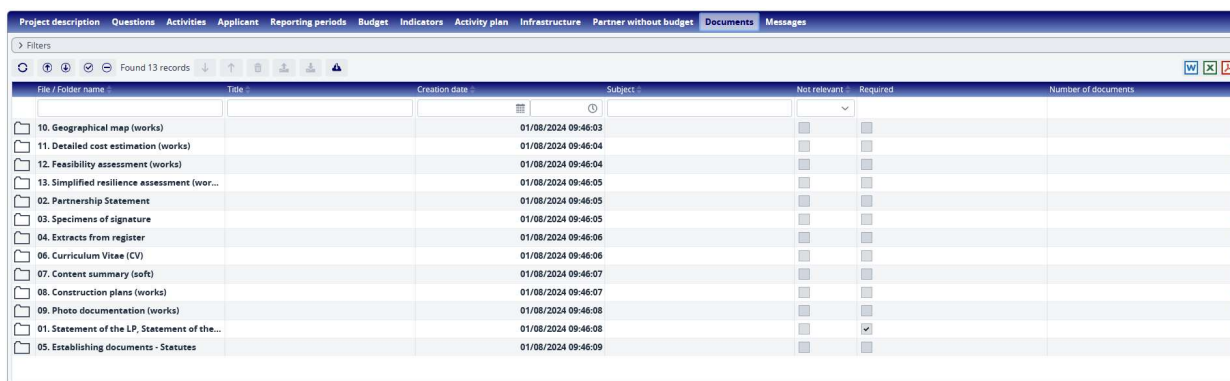 Project description Questions Activities Applicant Reporting periods Budget Indicators Activity plan Infrastructure Partner without budget Documents Messages
> Filters
Found 13 records
W X
File / Folder name Title Creation date Subject Not relevant Required Number of documents
10. Geographical map (works) 01/08/2024 09:46:03
11. Detailed cost estimation (works) 01/08/2024 09:46:04
12. Feasibility assessment (works) 01/08/2024 09:46:04
13. Simplified resilience assessment (wor... 01/08/2024 09:46:05
02. Partnership Statement 01/08/2024 09:46:05
03. Specimens of signature 01/08/2024 09:46:05
04. Extracts from register 01/08/2024 09:46:06
06. Curriculum Vitae (CV) 01/08/2024 09:46:06
07. Content summary (soft) 01/08/2024 09:46:07
08. Construction plans (works) 01/08/2024 09:46:07
09. Photo documentation (works) 01/08/2024 09:46:08
01. Statement of the LP, Statement of the... 01/08/2024 09:46:08
05. Establishing documents - Statutes 01/08/2024 09:46:09